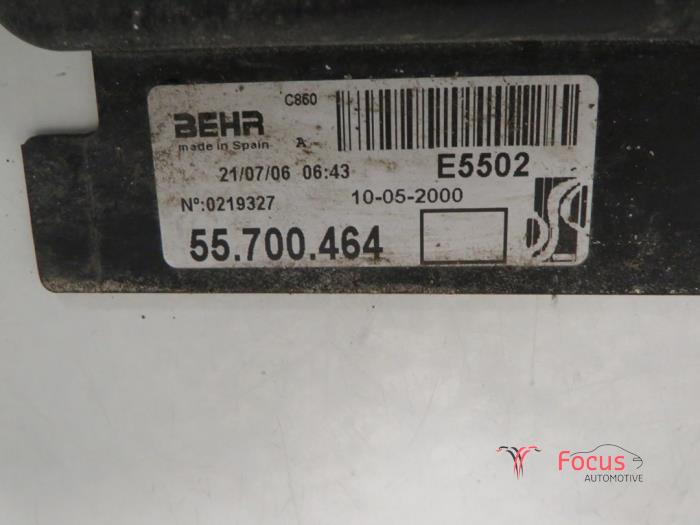 C860
BEHR
made in Spain A
21/07/06 06:43 E5502
Nº:0219327 10-05-2000
55.700.464
Focus
AUTOMOTIVE